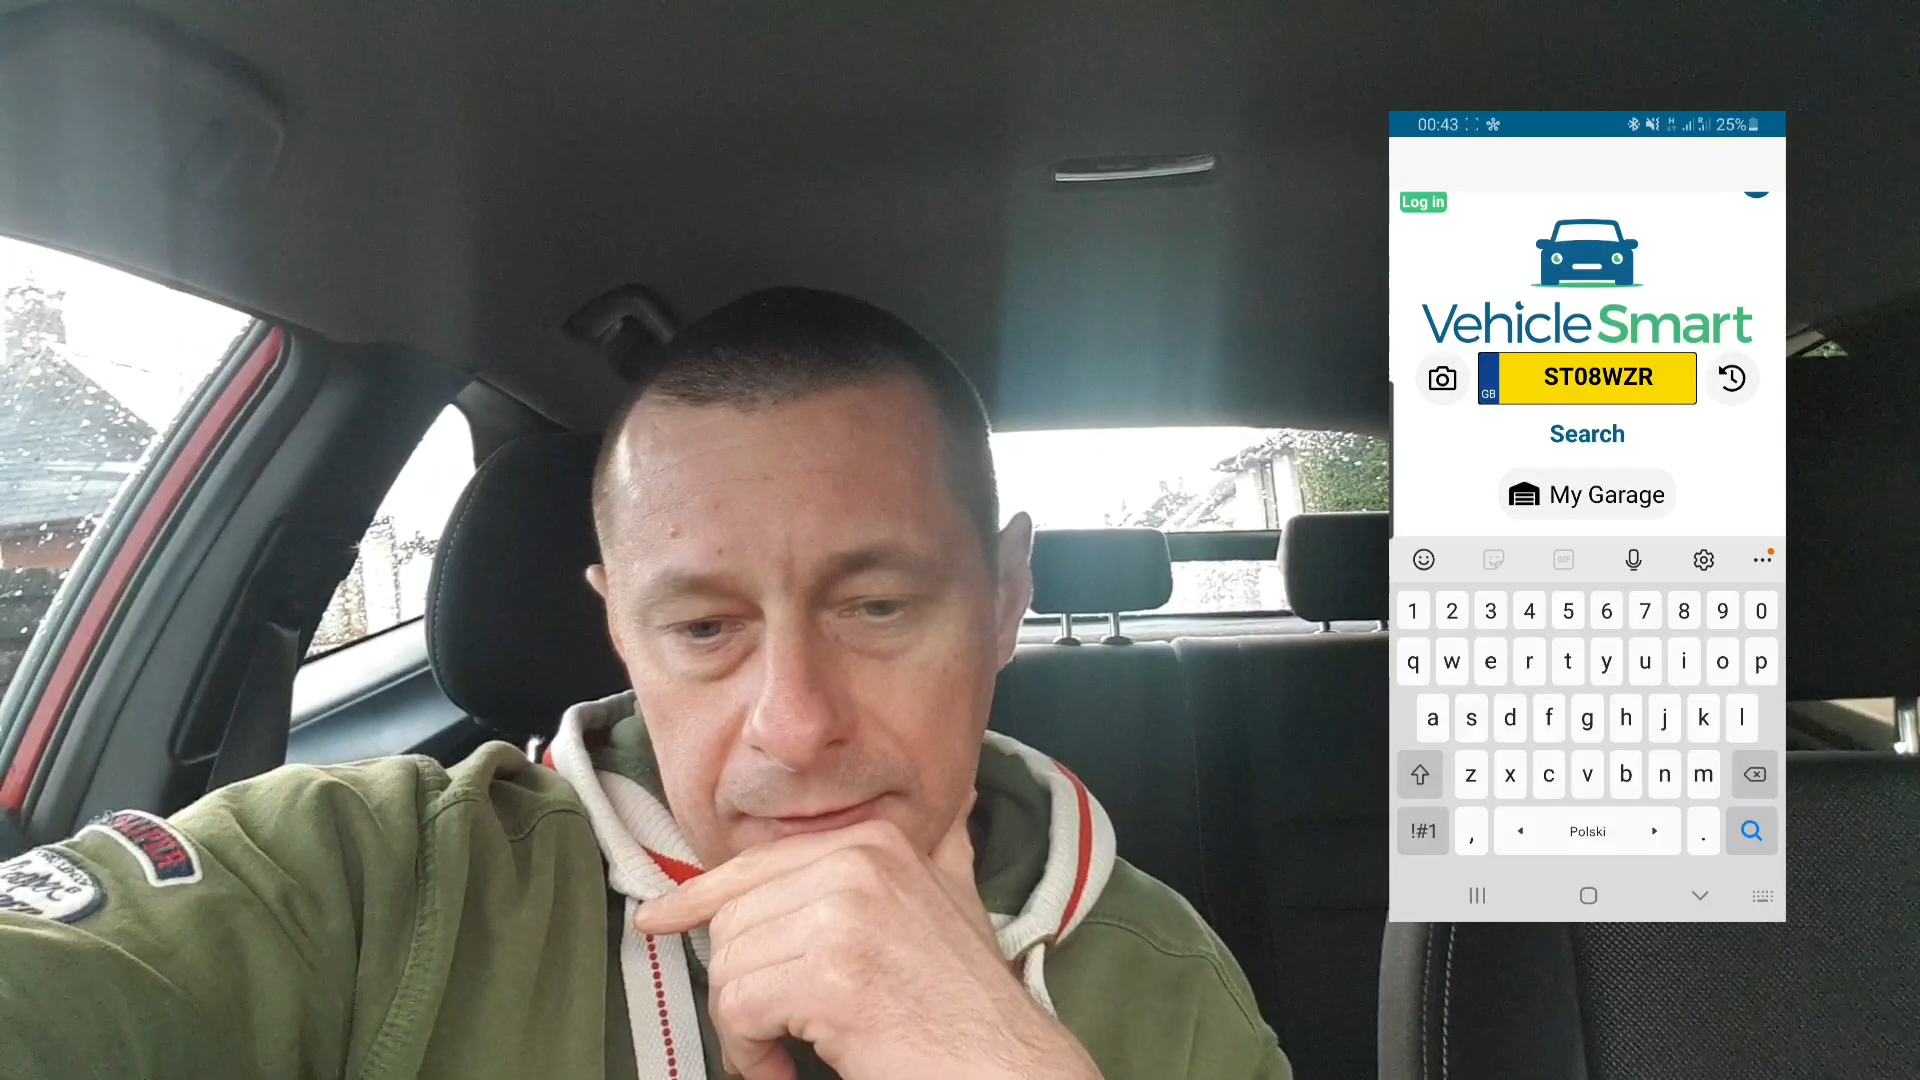 00:43 25%
Log in
VehicleSmart
GB ST08WZR
Search
My Garage
GIF
1 2 3 4 5 6 7 8 9 0
q w e r t y u i o p
a s d f g h j k l
z x c v b n m
!#1 , Polski .